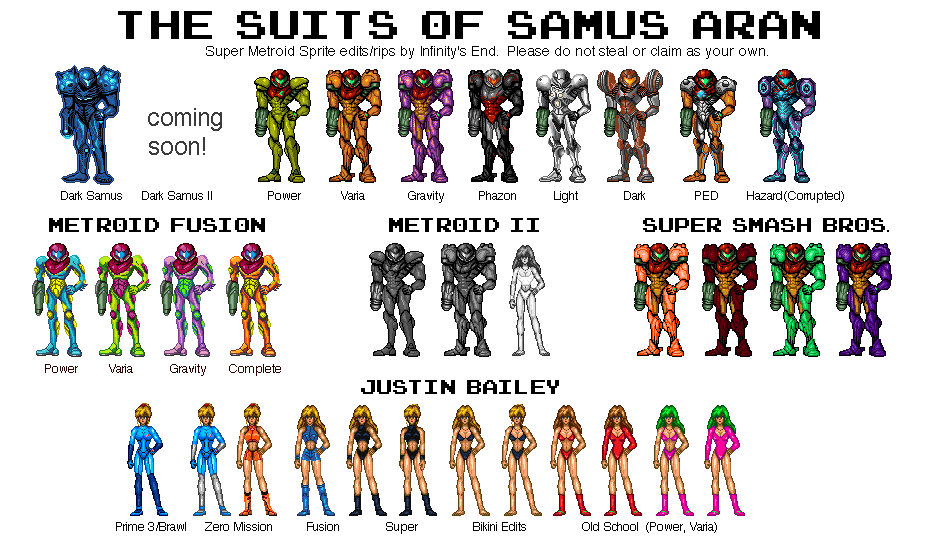 THE SUITS OF SAMUS ARAN
Super Metroid Sprite edits/rips by Infinity's End. Please do not steal or claim as your own.
coming
soon!
Dark Samus Dark Samus II Power Varia Gravity Phazon Light Dark PED Hazard(Corrupted)
METROID FUSION METROID II SUPER SMASH BROS.
Power Varia Gravity Complete
JUSTIN BAILEY
Prime 3/Brawl Zero Mission Fusion Super Bikini Edits Old School (Power, Varia)